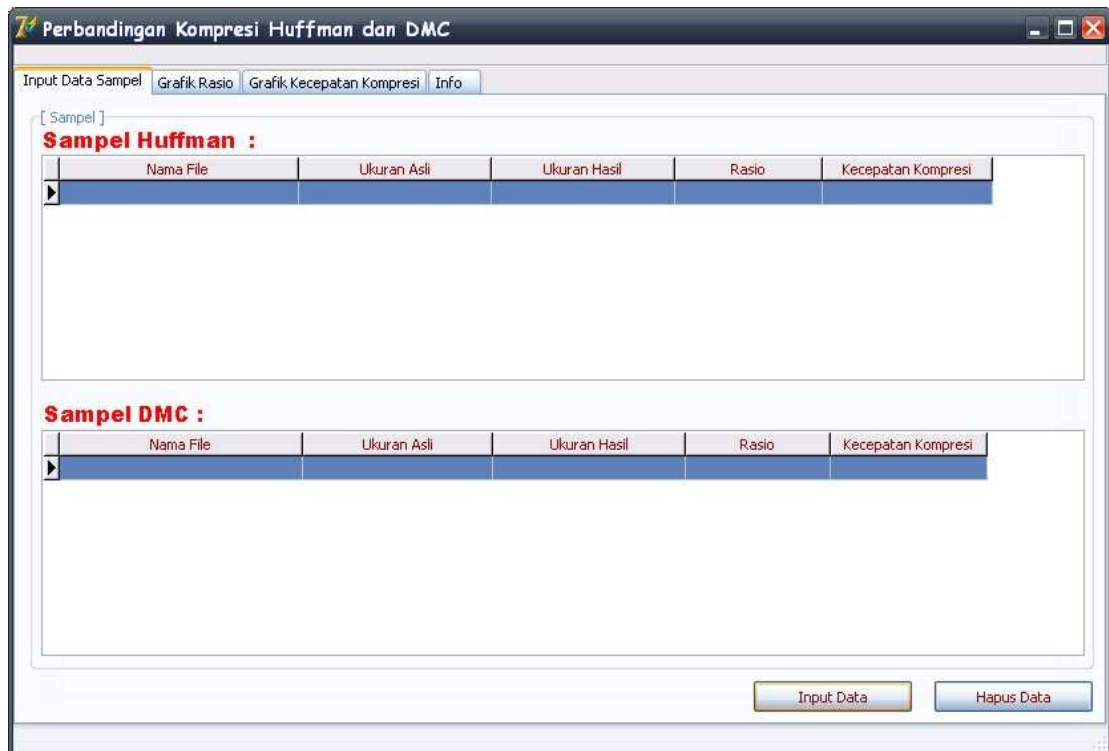 Perbandingan Kompresi Huffman dan DMC
Input Data Sampel Grafik Rasio Grafik Kecepatan Kompresi Info
[ Sampel ]
Sampel Huffman :
Nama File Ukuran Asli Ukuran Hasil Rasio Kecepatan Kompresi
Sampel DMC :
Nama File Ukuran Asli Ukuran Hasil Rasio Kecepatan Kompresi
Input Data Hapus Data